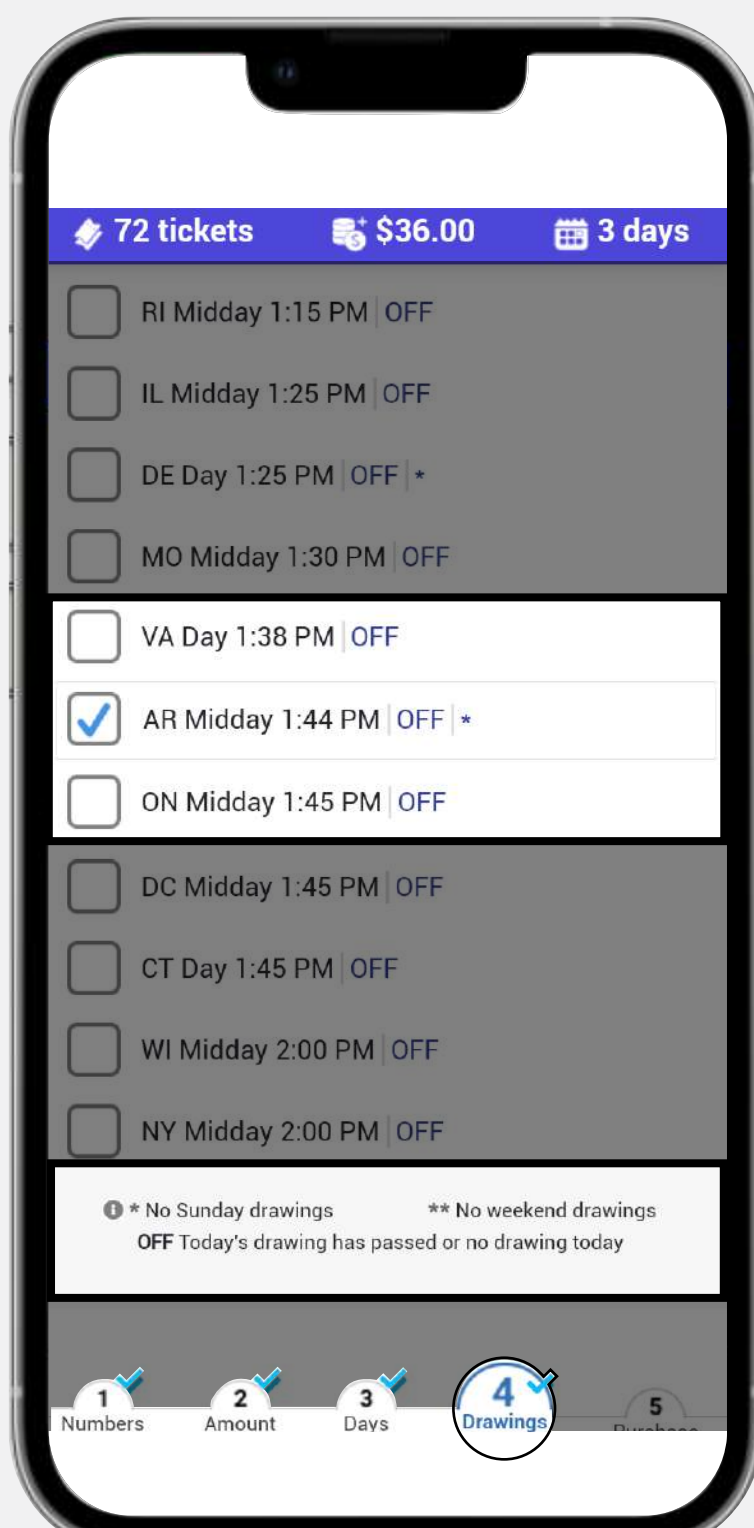 72 tickets $36.00 3 days
RI Midday 1:15 PM OFF
IL Midday 1:25 PM OFF
DE Day 1:25 PM OFF *
MO Midday 1:30 PM OFF
VA Day 1:38 PM OFF
AR Midday 1:44 PM OFF *
ON Midday 1:45 PM OFF
DC Midday 1:45 PM OFF
CT Day 1:45 PM OFF
WI Midday 2:00 PM OFF
NY Midday 2:00 PM OFF
* No Sunday drawings ** No weekend drawings
OFF Today's drawing has passed or no drawing today
1 2 3 4 5
Numbers Amount Days Drawings